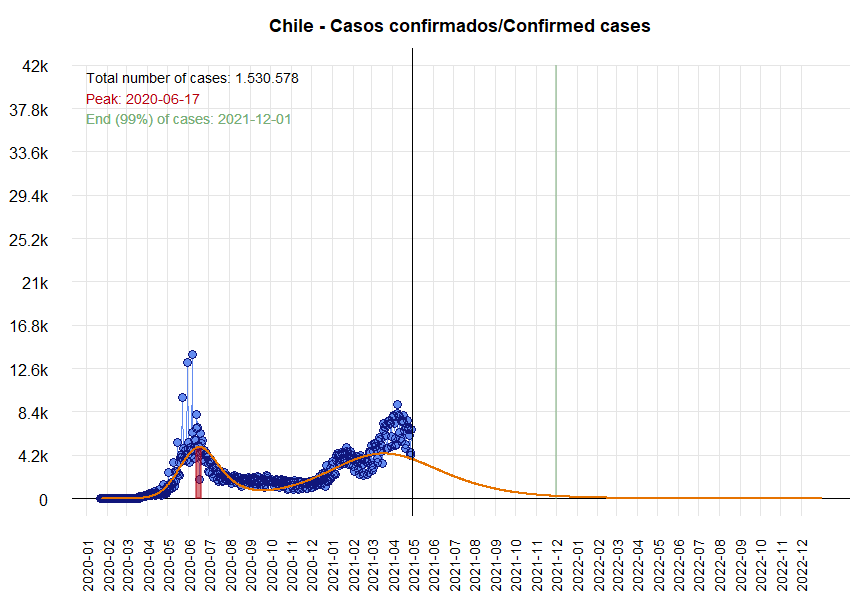 Chile - Casos confirmados/Confirmed cases
Total number of cases: 1.530.578
Peak: 2020-06-17
End (99%) of cases: 2021-12-01
42k
37.8k
33.6k
29.4k
25.2k
21k
16.8k
12.6k
8.4k
4.2k
0
2020-01
2020-02
2020-03
2020-04
2020-05
2020-06
2020-07
2020-08
2020-09
2020-10
2020-11
2020-12
2021-01
2021-02
2021-03
2021-04
2021-05
2021-06
2021-07
2021-08
2021-09
2021-10
2021-11
2021-12
2022-01
2022-02
2022-03
2022-04
2022-05
2022-06
2022-07
2022-08
2022-09
2022-10
2022-11
2022-12